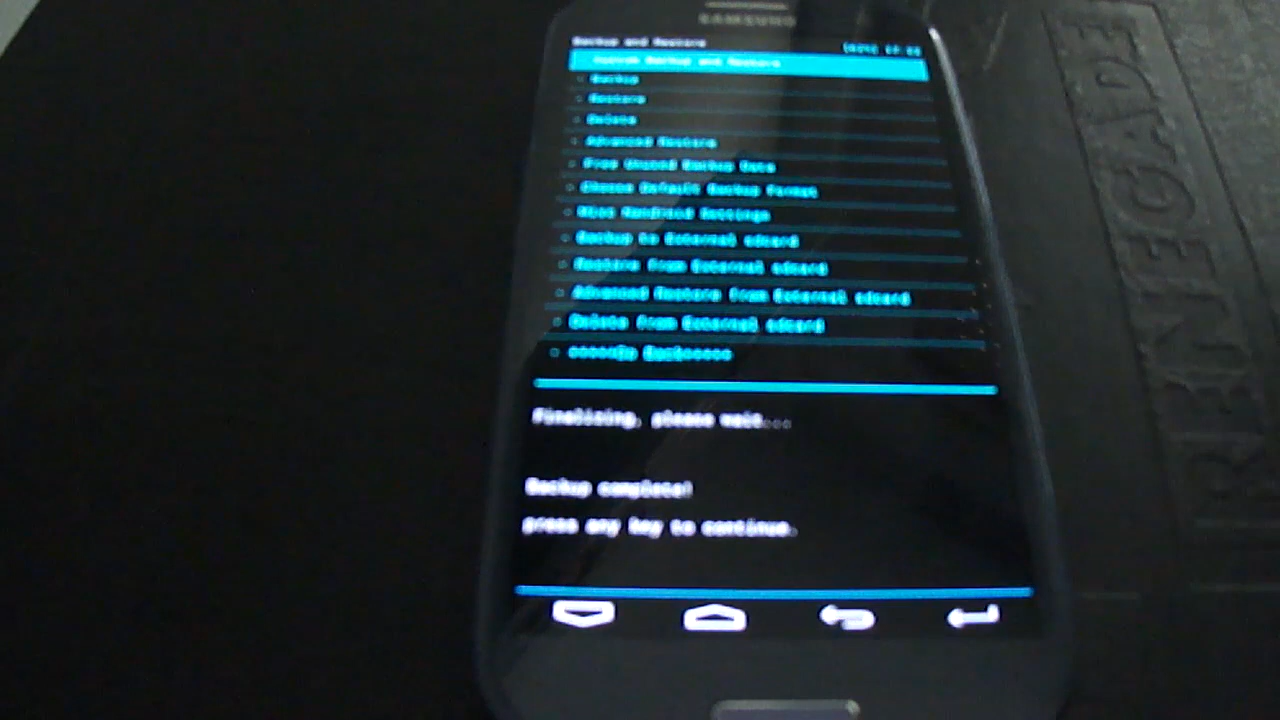 SAMSUNG
Backup and Restore
Custom Backup and Restore
- Backup
- Restore
- Delete
- Advanced Restore
- Free Unused Backup Data
- Choose Default Backup Format
- Misc Nandroid Settings
- Backup to External sdcard
- Restore from External sdcard
- Advanced Restore from External sdcard
- Delete from External sdcard
Finalising, please wait...
Backup complete!
press any key to continue.
RENEGADE